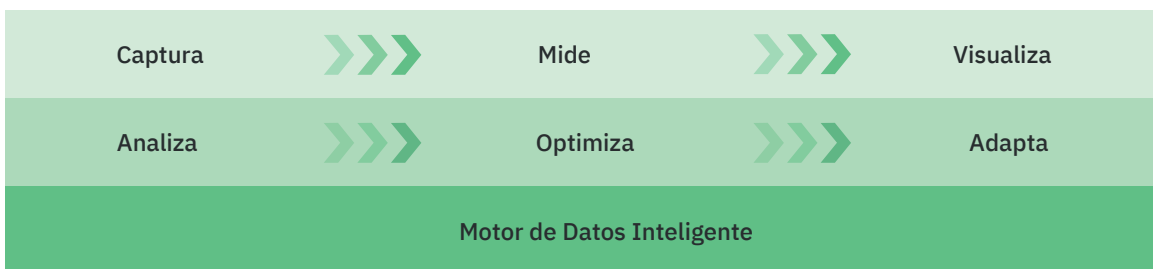 Captura Mide Visualiza
Analiza Optimiza Adapta
Motor de Datos Inteligente